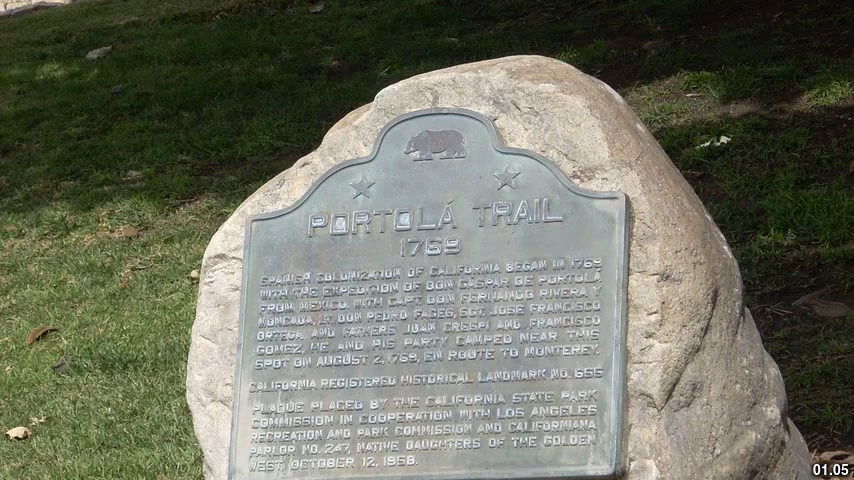 PORTOLÁ TRAIL
1769
SPANISH COLONIZATION OF CALIFORNIA BEGAN IN 1769
WITH THE EXPEDITION OF DON GASPAR DE PORTOLÁ
FROM MEXICO. WITH CAPT. DON FERNANDO RIVERA Y
MONCADA, LT. DON PEDRO FAGES, SGT. JOSE FRANCISCO
ORTEGA, AND FATHERS JUAN CRESPI AND FRANCISCO
GOMEZ, HE AND HIS PARTY CAMPED NEAR THIS
SPOT ON AUGUST 2, 1769, EN ROUTE TO MONTEREY.
CALIFORNIA REGISTERED HISTORICAL LANDMARK NO. 655
PLAQUE PLACED BY THE CALIFORNIA STATE PARK
COMMISSION IN COOPERATION WITH LOS ANGELES
RECREATION AND PARK COMMISSION AND CALIFORNIANA
PARLOR NO. 247, NATIVE DAUGHTERS OF THE GOLDEN
WEST, OCTOBER 12, 1958.
01.05